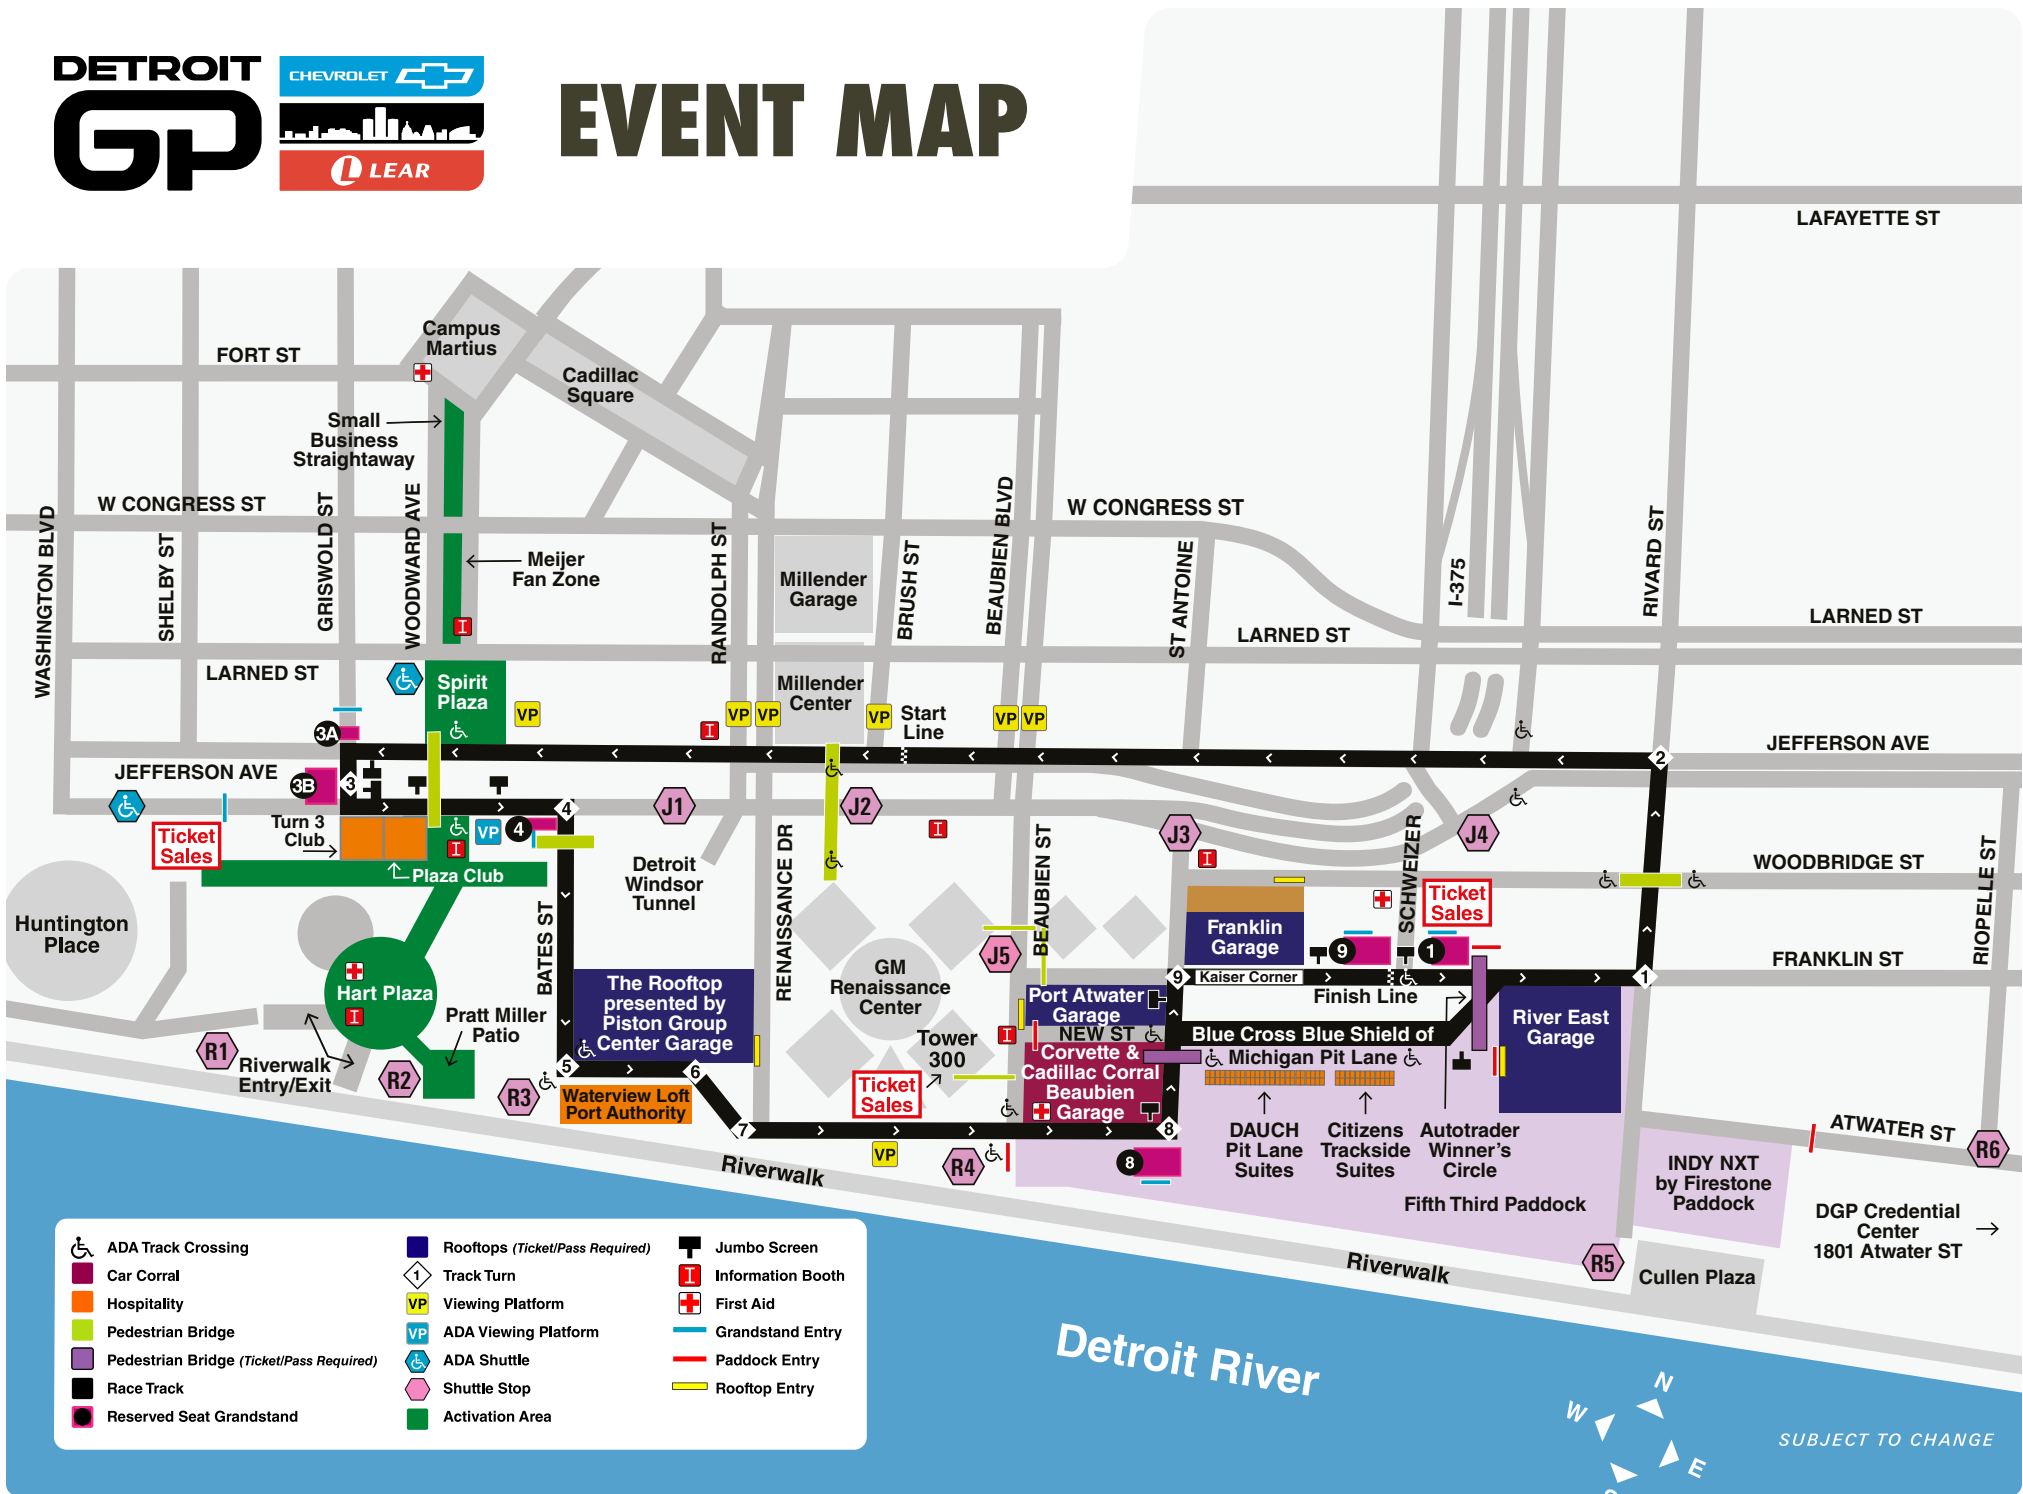 DETROIT
GP
CHEVROLET
LEAR
EVENT MAP
LAFAYETTE ST
Campus
Martius
FORT ST
Cadillac
Square
Small
Business
Straightaway
W CONGRESS ST
W CONGRESS ST
WASHINGTON BLVD
SHELBY ST
GRISWOLD ST
WOODWARD AVE
RANDOLPH ST
BRUSH ST
BEAUBIEN BLVD
ST ANTOINE
I-375
RIVARD ST
Meijer
Fan Zone
Millender
Garage
I
LARNED ST
LARNED ST
LARNED ST
Spirit
Plaza
Millender
Center
VP
VP
VP
VP
VP
VP
I
Start
Line
3A
3B
3
2
JEFFERSON AVE
JEFFERSON AVE
Turn 3
Club
Ticket
Sales
VP
4
4
I
Plaza Club
J1
J2
J3
J4
I
I
Detroit
Windsor
Tunnel
RENAISSANCE DR
BEAUBIEN ST
SCHWEIZER
WOODBRIDGE ST
RIOPELLE ST
Ticket
Sales
Franklin
Garage
9
1
Huntington
Place
BATES ST
J5
GM
Renaissance
Center
9
Kaiser Corner
1
FRANKLIN ST
Hart Plaza
I
The Rooftop
presented by
Piston Group
Center Garage
Port Atwater
Garage
Finish Line
River East
Garage
Pratt Miller
Patio
NEW ST
Blue Cross Blue Shield of
Michigan Pit Lane
R1
Riverwalk
Entry/Exit
R2
R3
5
6
7
8
Waterview Loft
Port Authority
Tower
300
I
Ticket
Sales
Corvette &
Cadillac Corral
Beaubien
Garage
DAUCH
Pit Lane
Suites
Citizens
Trackside
Suites
Autotrader
Winner's
Circle
VP
R4
8
Riverwalk
Fifth Third Paddock
INDY NXT
by Firestone
Paddock
ATWATER ST
R6
DGP Credential
Center
1801 Atwater ST
R5
Cullen Plaza
Riverwalk
Detroit River
ADA Track Crossing
Car Corral
Hospitality
Pedestrian Bridge
Pedestrian Bridge (Ticket/Pass Required)
Race Track
Reserved Seat Grandstand
Rooftops (Ticket/Pass Required)
1 Track Turn
VP Viewing Platform
VP ADA Viewing Platform
ADA Shuttle
Shuttle Stop
Activation Area
Jumbo Screen
I Information Booth
First Aid
Grandstand Entry
Paddock Entry
Rooftop Entry
N
W
E
SUBJECT TO CHANGE